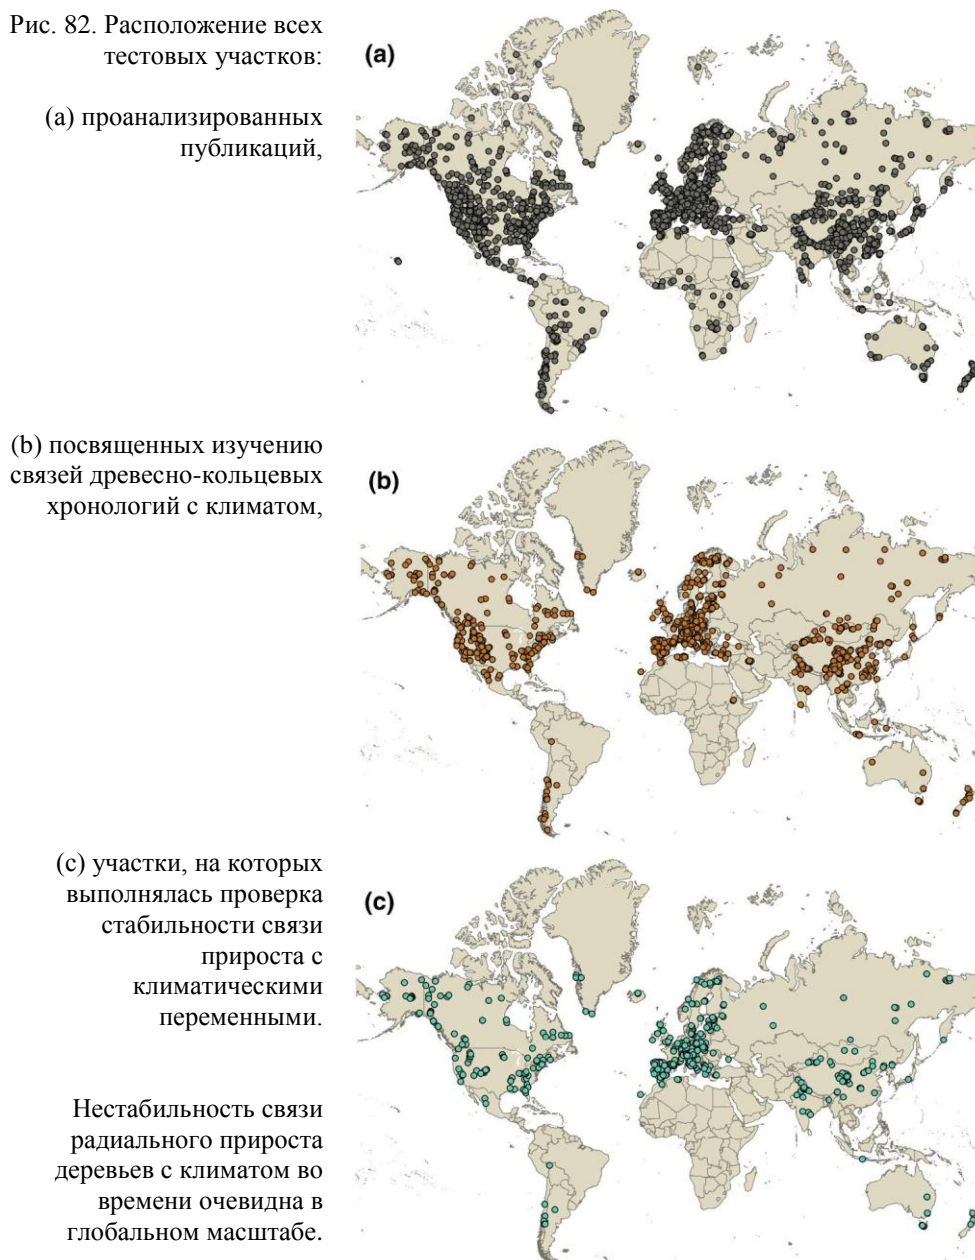 Рис. 82. Расположение всех
тестовых участков:
(a)
(a) проанализированных
публикаций,
(b) посвященных изучению
связей древесно-кольцевых
хронологий с климатом,
(b)
(c) участки, на которых
выполнялась проверка
стабильности связи
прироста с
климатическими
переменными.
(c)
Нестабильность связи
радиального прироста
деревьев с климатом во
времени очевидна в
глобальном масштабе.